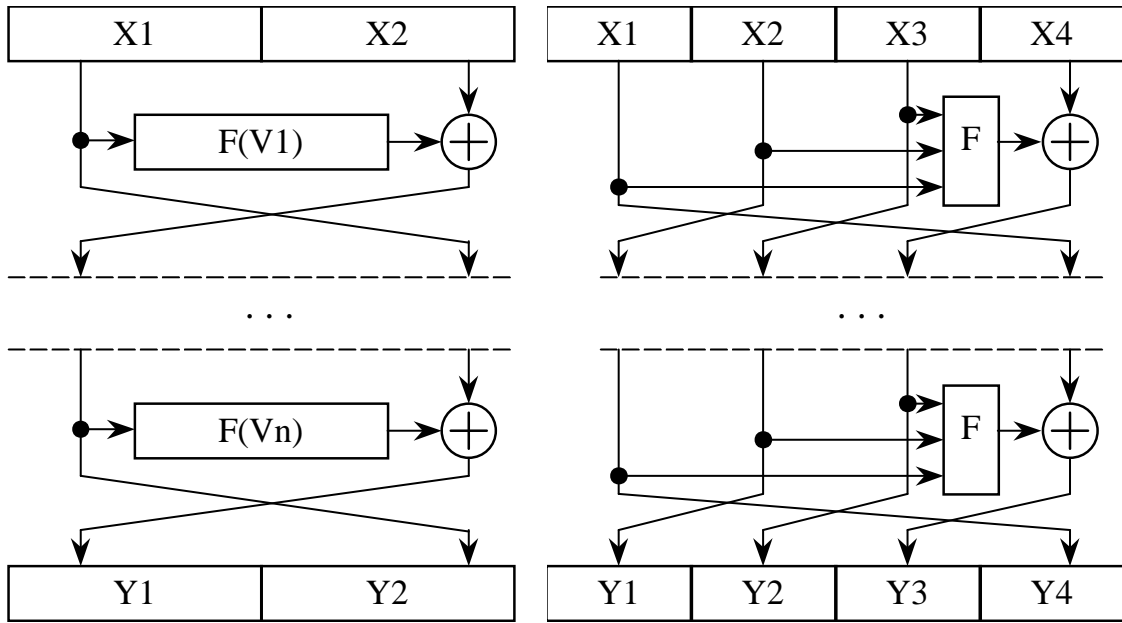 X1 X2 X1 X2 X3 X4
F(V1) F
. . . . . .
F(Vn) F
Y1 Y2 Y1 Y2 Y3 Y4